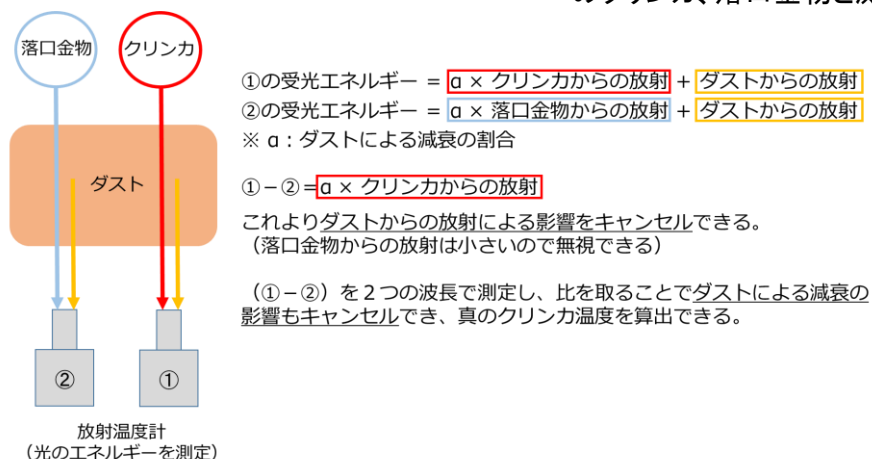 落口金物
クリンカ
①の受光エネルギー = α × クリンカからの放射 + ダストからの放射
②の受光エネルギー = α × 落口金物からの放射 + ダストからの放射
※ α：ダストによる減衰の割合
ダスト
①－②=α × クリンカからの放射
これよりダストからの放射による影響をキャンセルできる。
（落口金物からの放射は小さいので無視できる）
（①－②）を２つの波長で測定し、比を取ることでダストによる減衰の
影響もキャンセルでき、真のクリンカ温度を算出できる。
②
①
放射温度計
（光のエネルギーを測定）